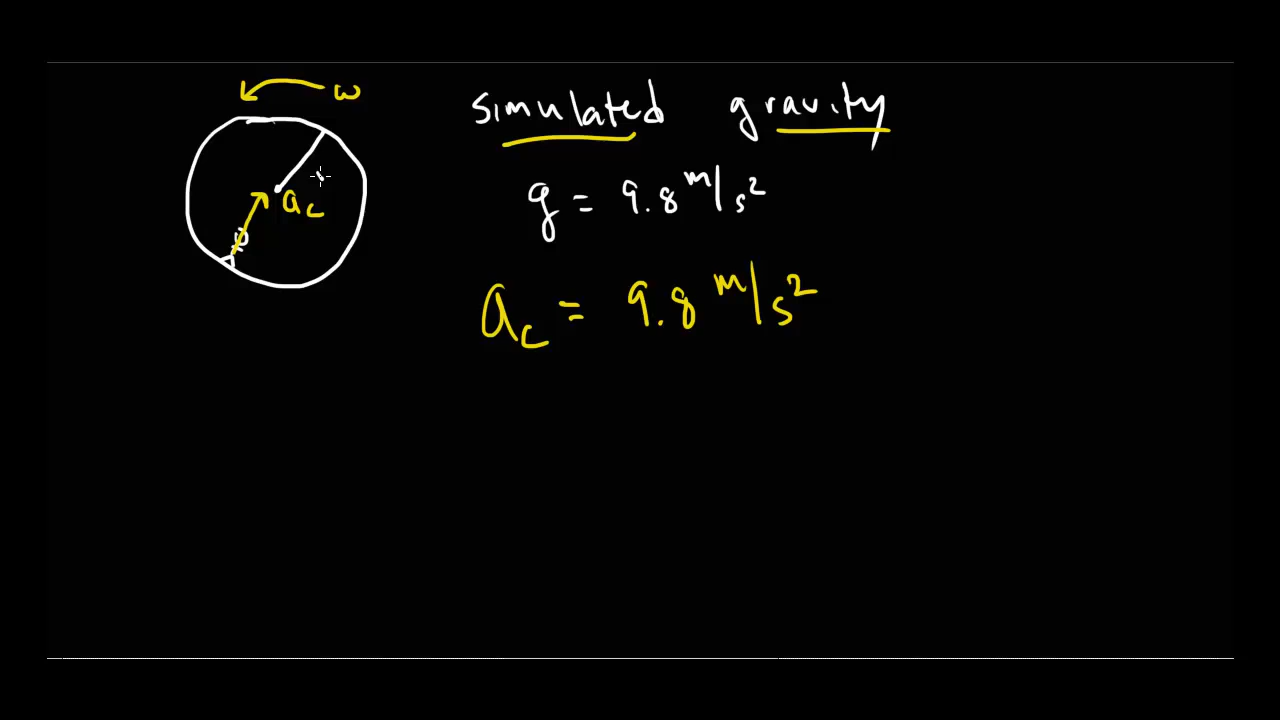 ω
a_c
simulated gravity
g = 9.8 m/s²
a_c = 9.8 m/s²